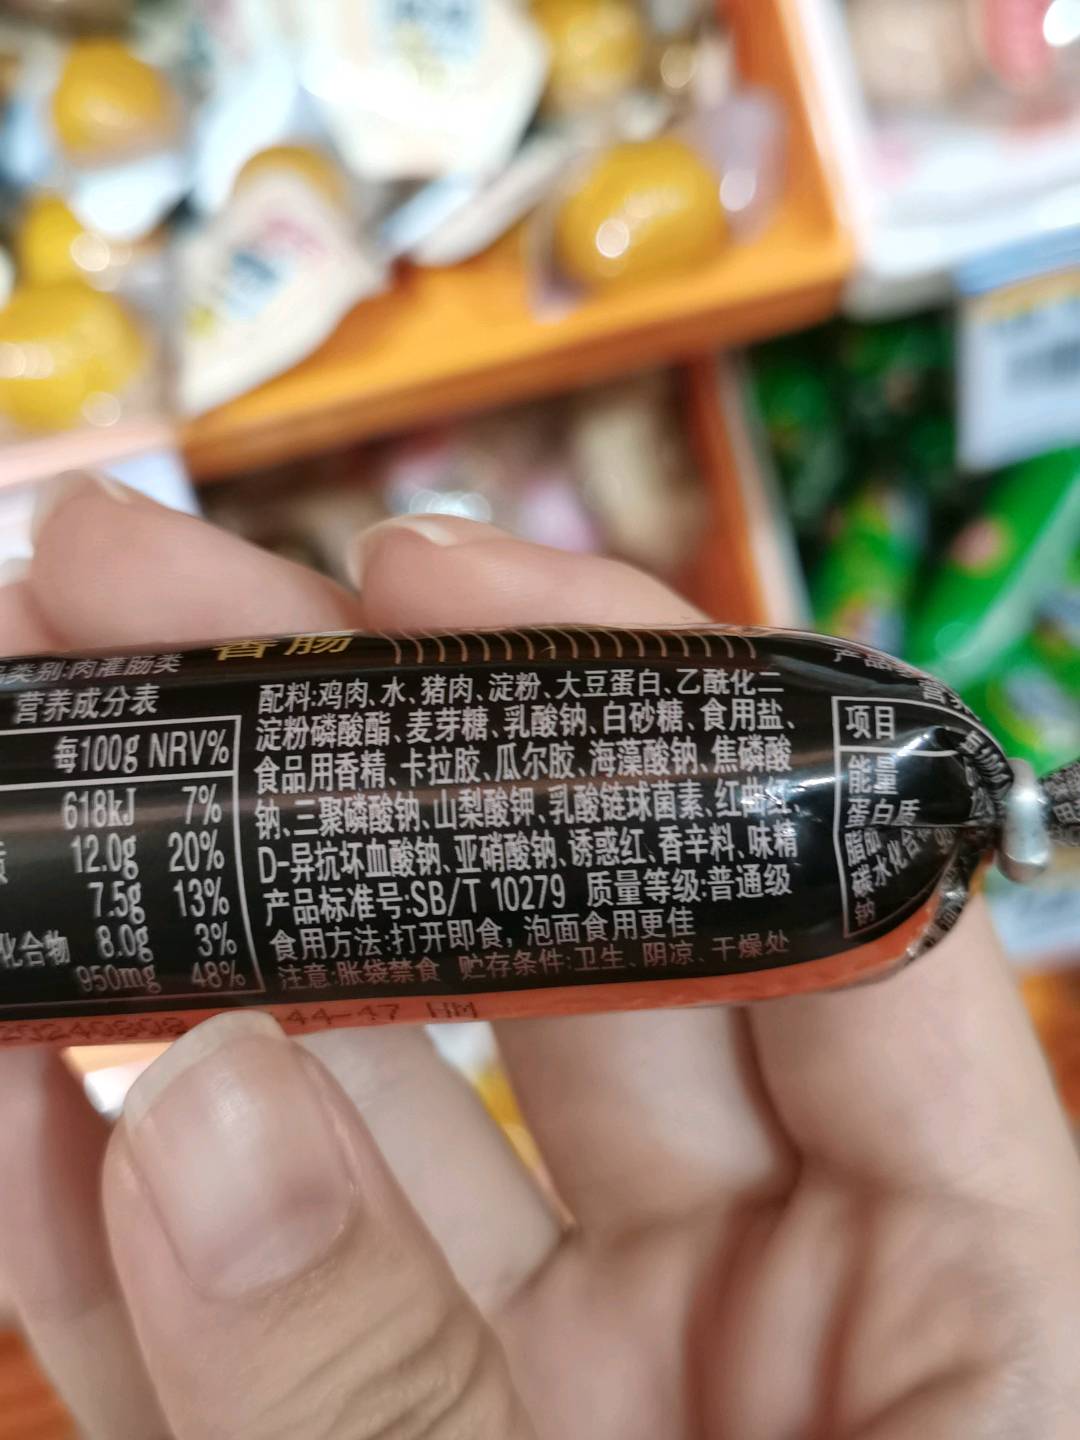 香肠
类别:肉灌肠类
营养成分表
每100g NRV%
618kJ 7%
12.0g 20%
7.5g 13%
化合物 8.0g 3%
950mg 48%
配料:鸡肉、水、猪肉、淀粉、大豆蛋白、乙酰化二
淀粉磷酸酯、麦芽糖、乳酸钠、白砂糖、食用盐、
食品用香精、卡拉胶、瓜尔胶、海藻酸钠、焦磷酸
钠、三聚磷酸钠、山梨酸钾、乳酸链球菌素、红曲红、
D-异抗坏血酸钠、亚硝酸钠、诱惑红、香辛料、味精
产品标准号:SB/T 10279 质量等级:普通级
食用方法:打开即食, 泡面食用更佳
注意:胀袋禁食 贮存条件:卫生、阴凉、干燥处
44-47 HM
项目
能量
蛋白质
脂肪
碳水化合
钠